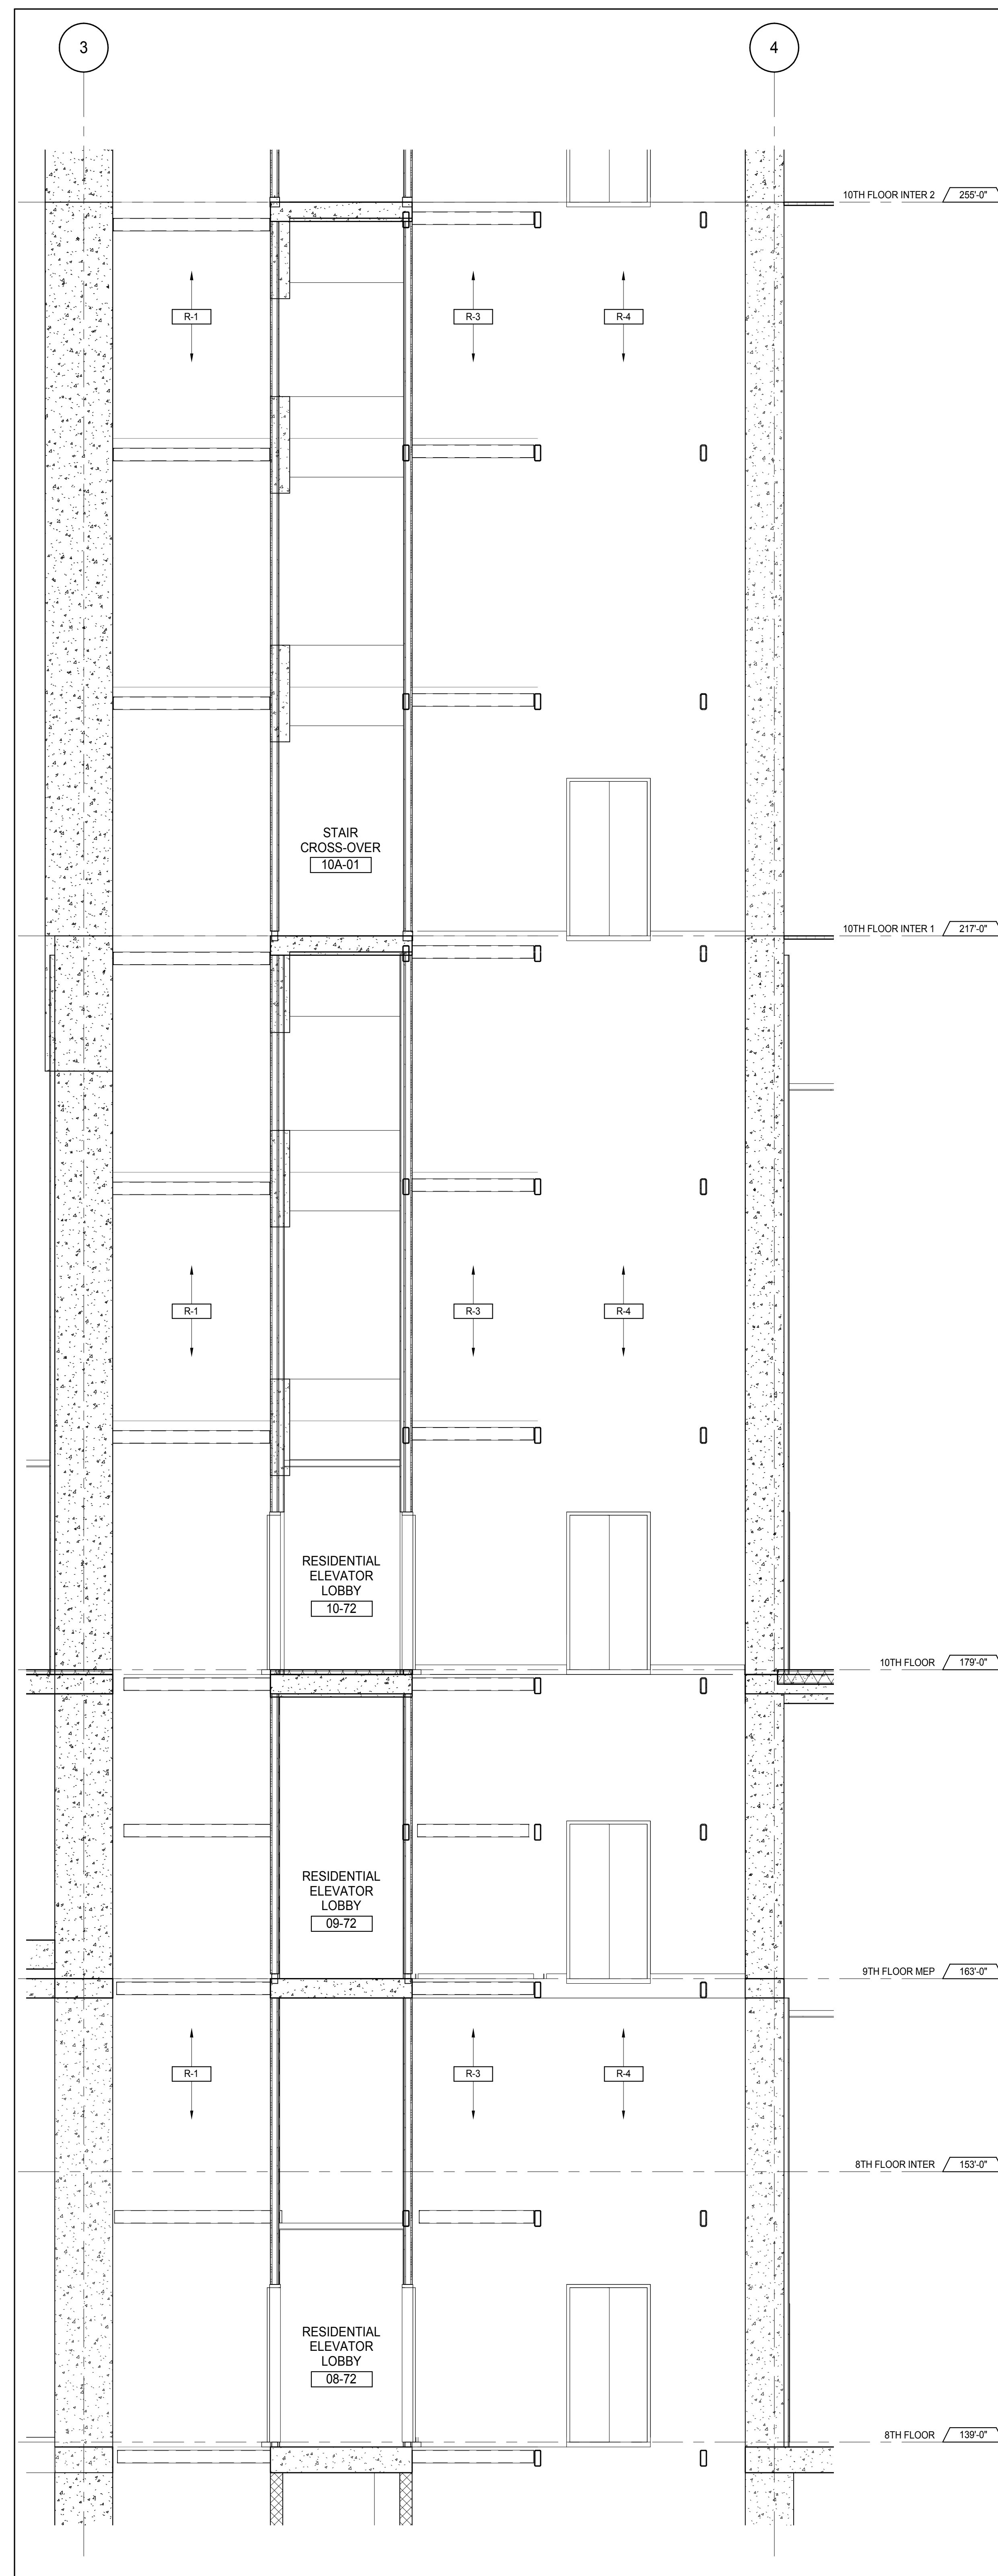 3
4
10TH FLOOR INTER 2 255'-0"
R-1
R-3
R-4
STAIR
CROSS-OVER
10A-01
10TH FLOOR INTER 1 217'-0"
R-1
R-3
R-4
RESIDENTIAL
ELEVATOR
LOBBY
10-72
10TH FLOOR 179'-0"
RESIDENTIAL
ELEVATOR
LOBBY
09-72
9TH FLOOR MEP 163'-0"
R-1
R-3
R-4
8TH FLOOR INTER 153'-0"
RESIDENTIAL
ELEVATOR
LOBBY
08-72
8TH FLOOR 139'-0"